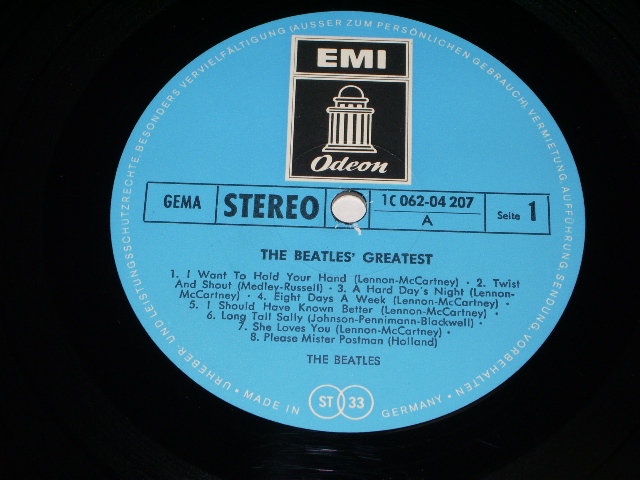 URHEBER- UND LEISTUNGSSCHUTZRECHTE, BESONDERS VERVIELFÄLTIGUNG (AUSSER ZUM PERSÖNLICHEN GEBRAUCH), VERMIETUNG, AUFFÜHRUNG, SENDUNG, VORBEHALTEN
EMI
Odeon
GEMA
STEREO
1C 062-04 207
A
Seite 1
THE BEATLES' GREATEST
1. I Want To Hold Your Hand (Lennon-McCartney) · 2. Twist
And Shout (Medley-Russell) · 3. A Hard Day's Night (Lennon-
McCartney) · 4. Eight Days A Week (Lennon-McCartney) ·
5. I Should Have Known Better (Lennon-McCartney) ·
6. Long Tall Sally (Johnson-Pennimann-Blackwell) ·
7. She Loves You (Lennon-McCartney) ·
8. Please Mister Postman (Holland)
THE BEATLES
· MADE IN ST 33 GERMANY ·